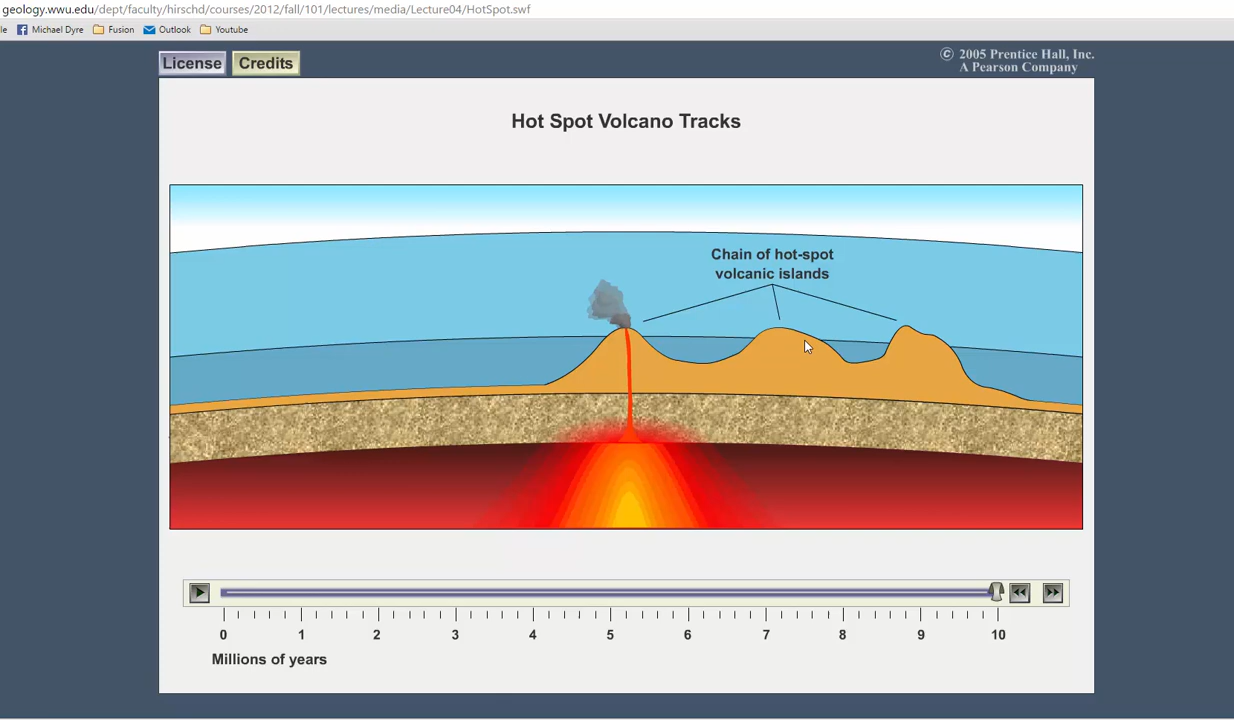 geology.wwu.edu/dept/faculty/hirschd/courses/2012/fall/101/lectures/media/Lecture04/HotSpot.swf
le Michael Dyre Fusion Outlook Youtube
License Credits
© 2005 Prentice Hall, Inc.
A Pearson Company
Hot Spot Volcano Tracks
Chain of hot-spot
volcanic islands
0 1 2 3 4 5 6 7 8 9 10
Millions of years